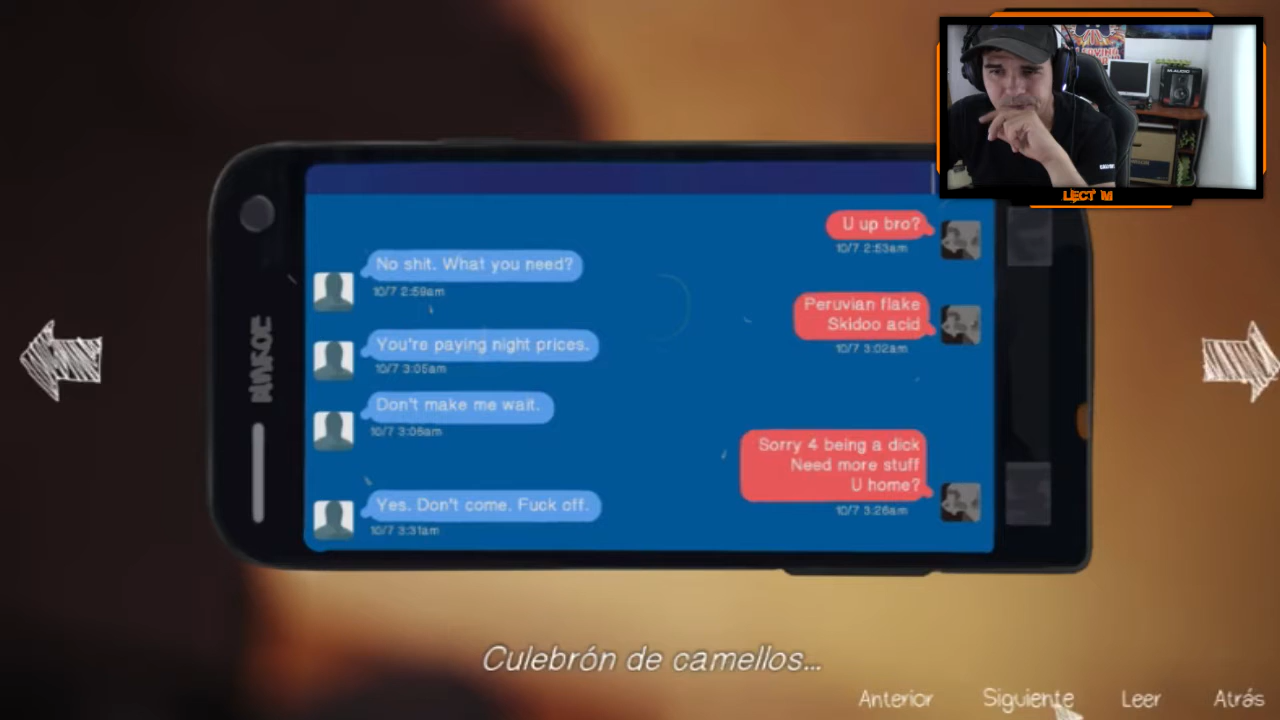 U up bro?
10/7 2:53am
No shit. What you need?
10/7 2:59am
Peruvian flake
Skidoo acid
10/7 3:02am
You're paying night prices.
10/7 3:05am
Don't make me wait.
10/7 3:06am
Sorry 4 being a dick
Need more stuff
U home?
10/7 3:26am
Yes. Don't come. Fuck off.
10/7 3:31am
Culebrón de camellos...
Anterior
Siguiente
Leer
Atrás